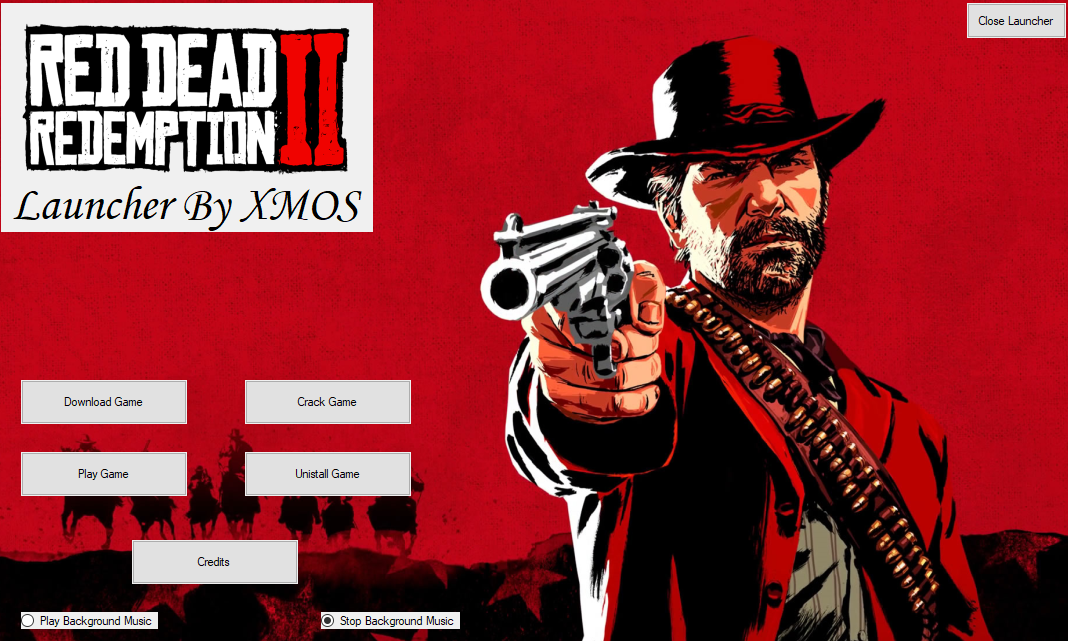 Close Launcher
RED DEAD
REDEMPTION II
Launcher By XMOS
Download Game
Crack Game
Play Game
Unistall Game
Credits
Play Background Music
Stop Background Music